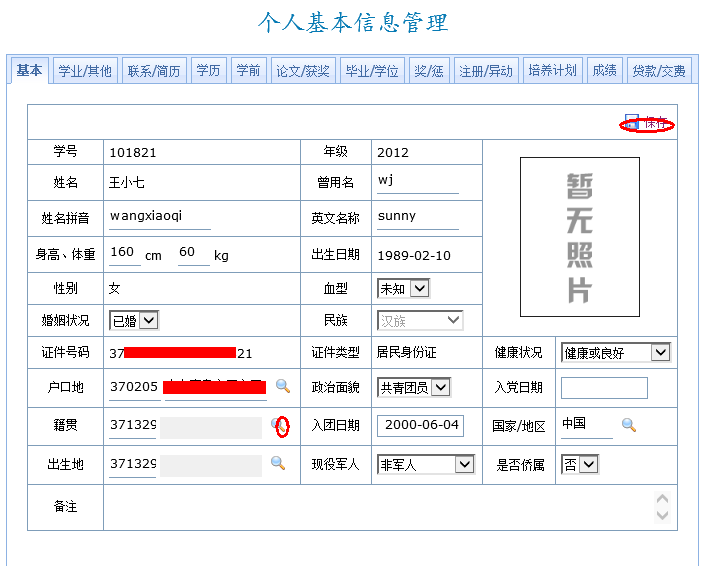 个人基本信息管理
基本 学业/其他 联系/简历 学历 学前 论文/获奖 毕业/学位 奖/惩 注册/异动 培养计划 成绩 贷款/交费
保存
学号 101821 年级 2012
姓名 王小七 曾用名 wj
姓名拼音 wangxiaoqi 英文名称 sunny
暂无照片
身高、体重 160 cm 60 kg 出生日期 1989-02-10
性别 女 血型 未知
婚姻状况 已婚 民族 汉族
证件号码 37 21 证件类型 居民身份证 健康状况 健康或良好
户口地 370205 政治面貌 共青团员 入党日期
籍贯 371329 入团日期 2000-06-04 国家/地区 中国
出生地 371329 现役军人 非军人 是否侨属 否
备注